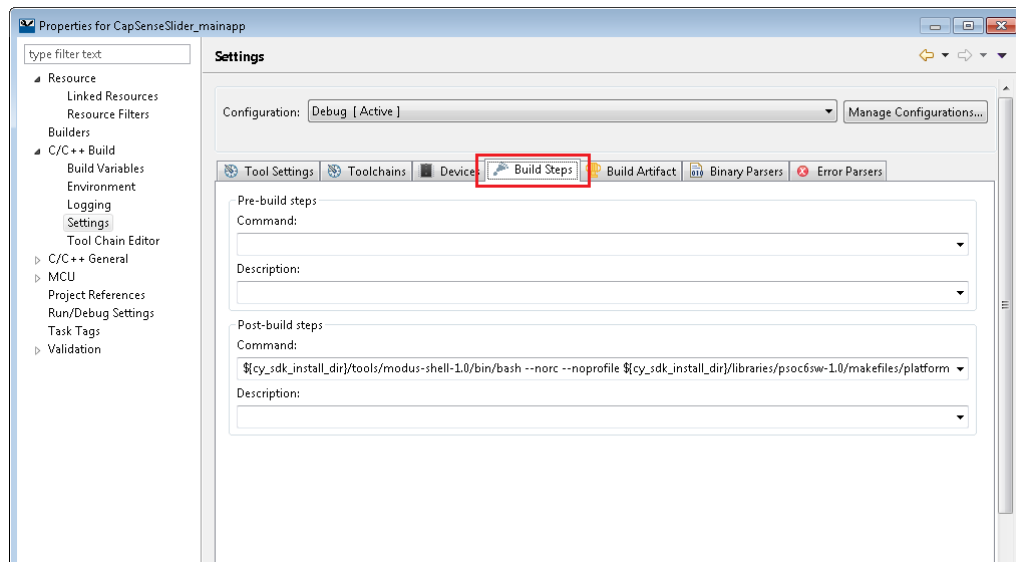 Properties for CapSenseSlider_mainapp
type filter text
Settings
Resource
Linked Resources
Resource Filters
Builders
C/C++ Build
Build Variables
Environment
Logging
Settings
Tool Chain Editor
C/C++ General
MCU
Project References
Run/Debug Settings
Task Tags
Validation
Configuration: Debug [ Active ] Manage Configurations...
Tool Settings Toolchains Devices Build Steps Build Artifact Binary Parsers Error Parsers
Pre-build steps
Command:
Description:
Post-build steps
Command:
${cy_sdk_install_dir}/tools/modus-shell-1.0/bin/bash --norc --noprofile ${cy_sdk_install_dir}/libraries/psoc6sw-1.0/makefiles/platform
Description: